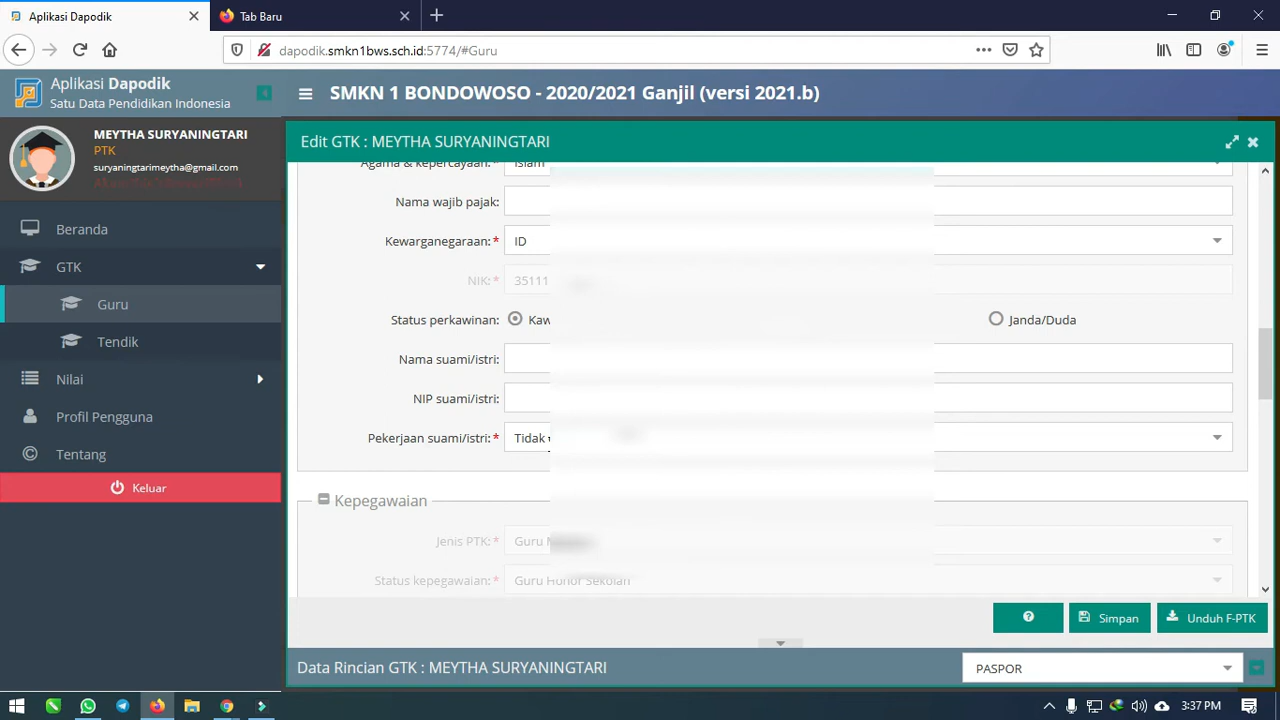 Aplikasi Dapodik
Tab Baru
dapodik.smkn1bws.sch.id:5774/#Guru
Aplikasi Dapodik
Satu Data Pendidikan Indonesia
SMKN 1 BONDOWOSO - 2020/2021 Ganjil (versi 2021.b)
MEYTHA SURYANINGTARI
PTK
suryaningtarimeytha@gmail.com
Beranda
GTK
Guru
Tendik
Nilai
Profil Pengguna
Tentang
Keluar
Edit GTK : MEYTHA SURYANINGTARI
Agama & kepercayaan:* Islam
Nama wajib pajak:
Kewarganegaraan:* ID
NIK:* 35111
Status perkawinan: Kaw Janda/Duda
Nama suami/istri:
NIP suami/istri:
Pekerjaan suami/istri:* Tidak
Kepegawaian
Jenis PTK:* Guru
Status kepegawaian:* Guru Honor Sekolah
? Simpan Unduh F-PTK
Data Rincian GTK : MEYTHA SURYANINGTARI PASPOR
3:37 PM